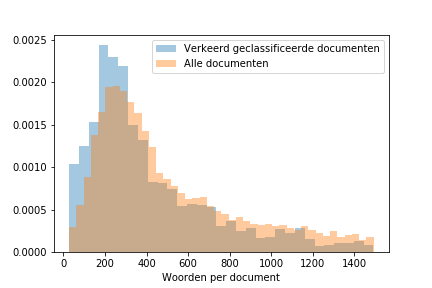 Verkeerd geclassificeerde documenten
Alle documenten
0.0025
0.0020
0.0015
0.0010
0.0005
0.0000
0 200 400 600 800 1000 1200 1400
Woorden per document